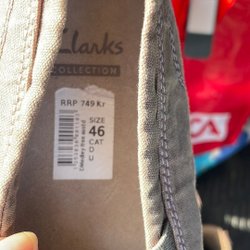 Clarks
COLLECTION
RRP 749 Kr
SIZE
46
CAT
D
U